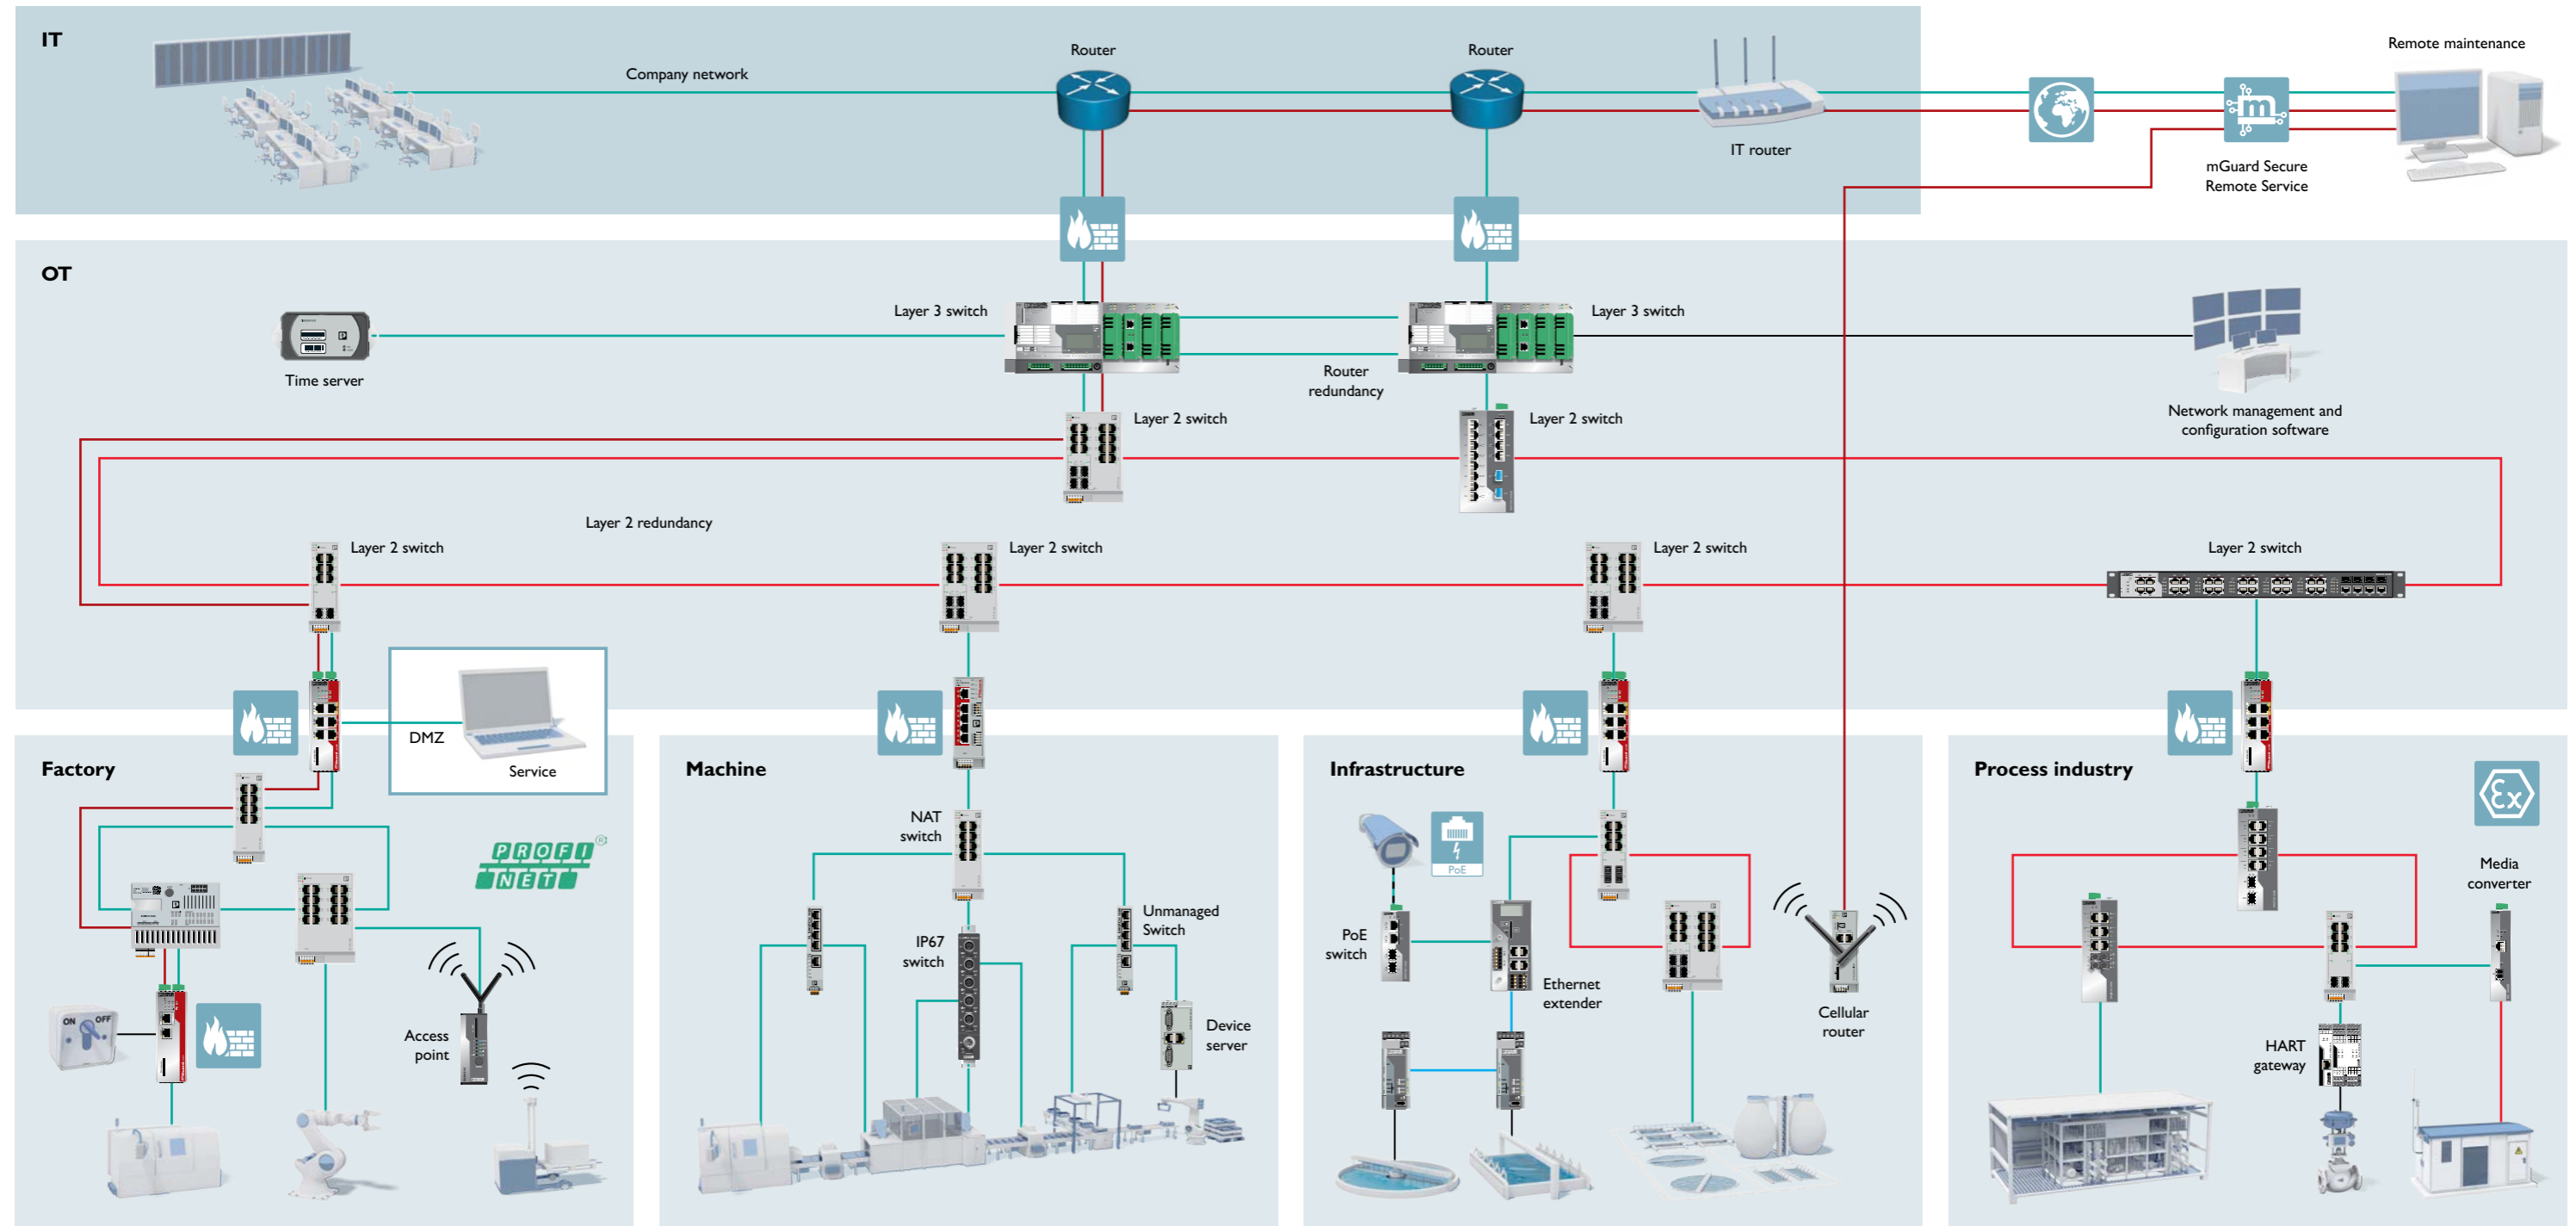 IT
Company network
Router
Router
IT router
Remote maintenance
m
mGuard Secure
Remote Service
OT
Time server
Layer 3 switch
Layer 3 switch
Router
redundancy
Network management and
configuration software
Layer 2 switch
Layer 2 switch
Layer 2 redundancy
Layer 2 switch
Layer 2 switch
Layer 2 switch
Layer 2 switch
DMZ
Service
Factory
PROFI
NET
®
ON
OFF
Access
point
Machine
NAT
switch
IP67
switch
Unmanaged
Switch
Device
server
Infrastructure
PoE
PoE
switch
Ethernet
extender
Cellular
router
Process industry
Ex
Media
converter
HART
gateway